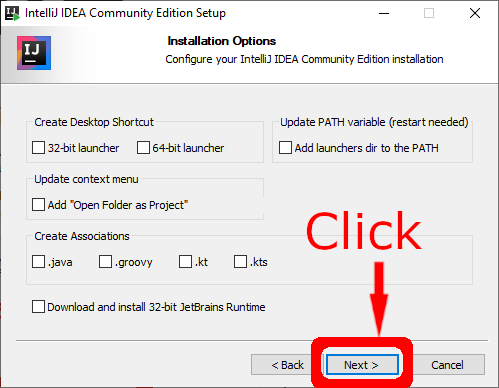 IntelliJ IDEA Community Edition Setup
IJ
Installation Options
Configure your IntelliJ IDEA Community Edition installation
Create Desktop Shortcut
32-bit launcher 64-bit launcher
Update PATH variable (restart needed)
Add launchers dir to the PATH
Update context menu
Add "Open Folder as Project"
Create Associations
.java .groovy .kt .kts
Download and install 32-bit JetBrains Runtime
Click
< Back Next > Cancel